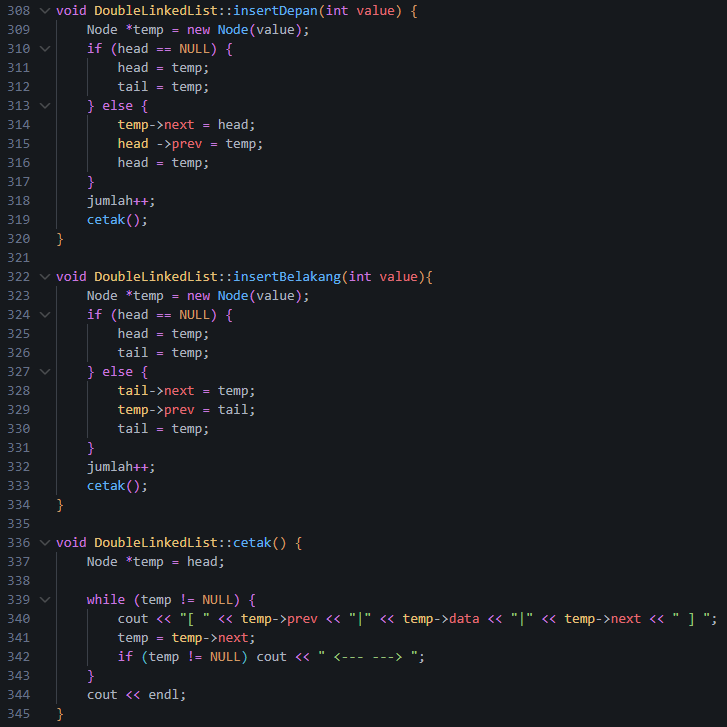 308 void DoubleLinkedList::insertDepan(int value) {
309     Node *temp = new Node(value);
310     if (head == NULL) {
311         head = temp;
312         tail = temp;
313     } else {
314         temp->next = head;
315         head ->prev = temp;
316         head = temp;
317     }
318     jumlah++;
319     cetak();
320 }
321
322 void DoubleLinkedList::insertBelakang(int value){
323     Node *temp = new Node(value);
324     if (head == NULL) {
325         head = temp;
326         tail = temp;
327     } else {
328         tail->next = temp;
329         temp->prev = tail;
330         tail = temp;
331     }
332     jumlah++;
333     cetak();
334 }
335
336 void DoubleLinkedList::cetak() {
337     Node *temp = head;
338
339     while (temp != NULL) {
340         cout << "[ " << temp->prev << "|" << temp->data << "|" << temp->next << " ] ";
341         temp = temp->next;
342         if (temp != NULL) cout << " <--- ---> ";
343     }
344     cout << endl;
345 }